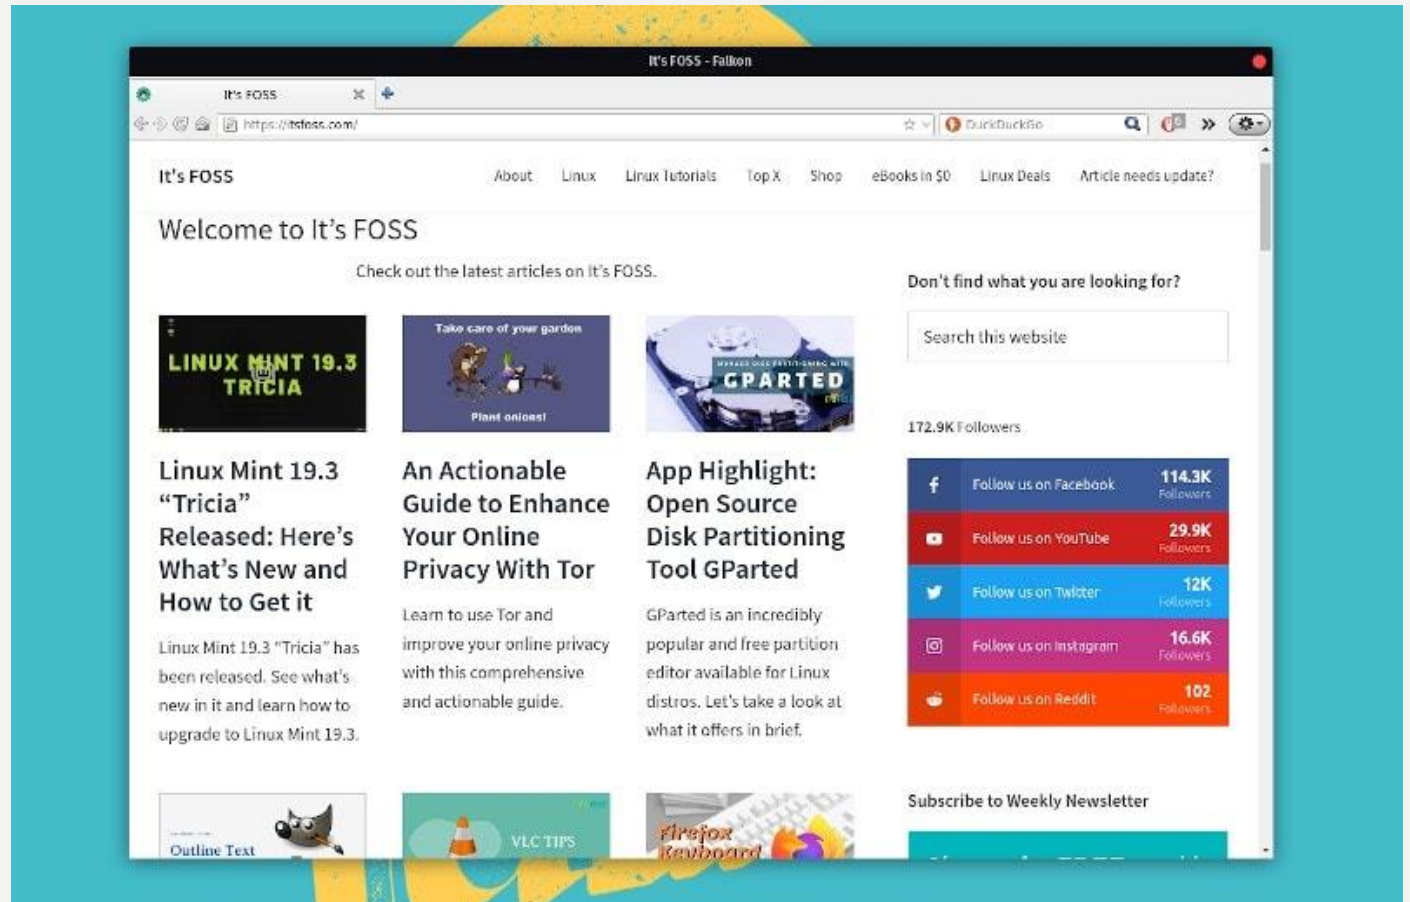 It's FOSS - Falkon
It's FOSS
https://itsfoss.com/
DuckDuckGo
It's FOSS
About Linux Linux Tutorials Top X Shop eBooks in $0 Linux Deals Article needs update?
Welcome to It's FOSS
Check out the latest articles on It's FOSS.
LINUX MINT 19.3
TRICIA
Linux Mint 19.3
“Tricia”
Released: Here's
What's New and
How to Get it
Linux Mint 19.3 “Tricia” has
been released. See what's
new in it and learn how to
upgrade to Linux Mint 19.3.
Take care of your garden
Plant onions!
An Actionable
Guide to Enhance
Your Online
Privacy With Tor
Learn to use Tor and
improve your online privacy
with this comprehensive
and actionable guide.
MANAGE DISK PARTITIONING WITH
GPARTED
App Highlight:
Open Source
Disk Partitioning
Tool GParted
GParted is an incredibly
popular and free partition
editor available for Linux
distros. Let's take a look at
what it offers in brief.
Outline Text
VLC TIPS
Firefox
Keyboard
Don't find what you are looking for?
Search this website
172.9K Followers
Follow us on Facebook 114.3K
Followers
Follow us on YouTube 29.9K
Followers
Follow us on Twitter 12K
Followers
Follow us on Instagram 16.6K
Followers
Follow us on Reddit 102
Followers
Subscribe to Weekly Newsletter